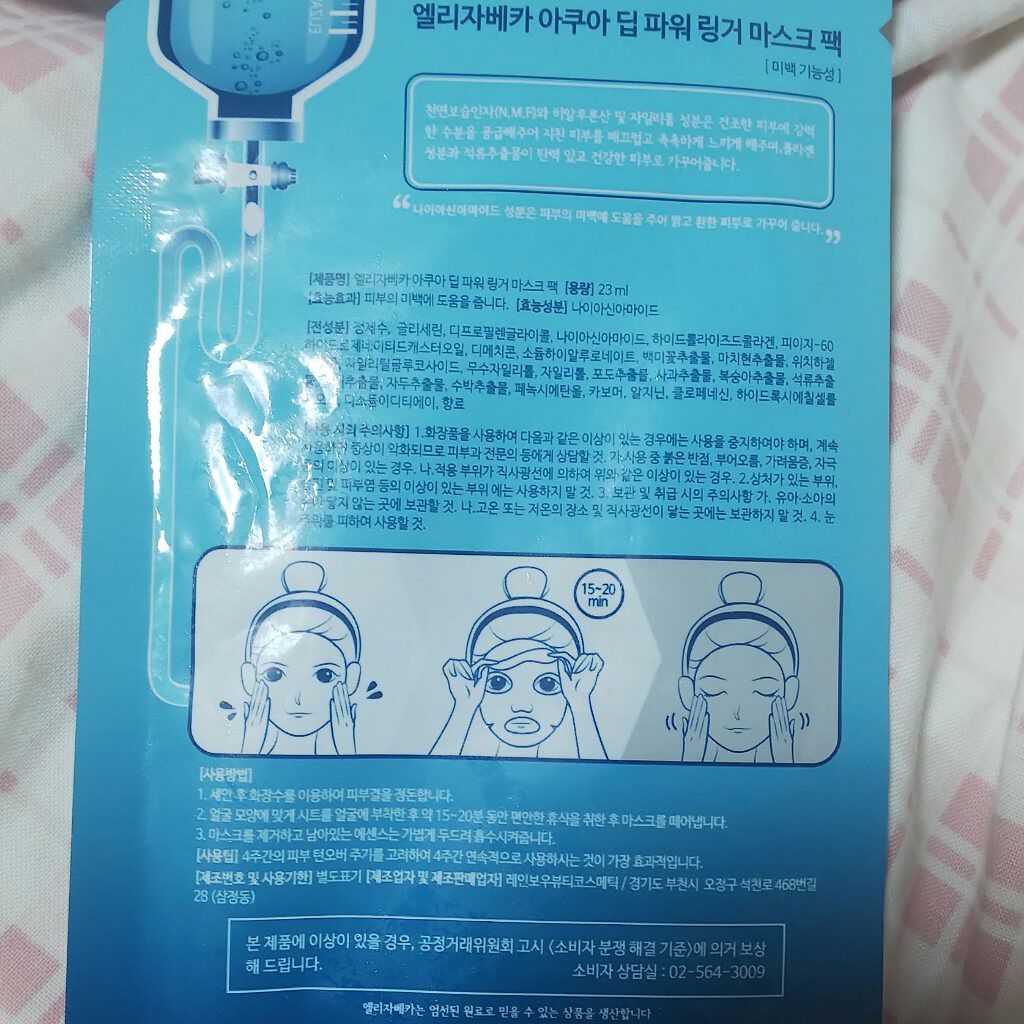 엘리자베카 아쿠아 딥 파워 링거 마스크 팩
[ 미백 기능성 ]
천연보습인자(N.M.F)와 히알루론산 및 자일리톨 성분은 건조한 피부에 강력
한 수분을 공급해주어 지친 피부를 매끄럽고 촉촉하게 느끼게 해주며,콜라겐
성분과 석류추출물이 탄력 있고 건강한 피부로 가꾸어줍니다.
“나이아신아마이드 성분은 피부의 미백에 도움을 주어 밝고 환한 피부로 가꾸어 줍니다.”
[제품명] 엘리자베카 아쿠아 딥 파워 링거 마스크 팩 [용량] 23 ml
[효능효과] 피부의 미백에 도움을 줍니다. [효능성분] 나이아신아마이드
[전성분] 정제수, 글리세린, 디프로필렌글라이콜, 나이아신아마이드, 하이드롤라이즈드콜라겐, 피이지-60
하이드로제네이티드캐스터오일, 디메치콘, 소듐하이알루로네이트, 백미꽃추출물, 마치현추출물, 위치하젤
자일리틸글루코사이드, 무수자일리톨, 자일리톨, 포도추출물, 사과추출물, 복숭아추출물, 석류추출
자두추출물, 수박추출물, 페녹시에탄올, 카보머, 알지닌, 클로페네신, 하이드록시에칠셀룰
디소듐이디티에이, 향료
[사용 시의 주의사항] 1.화장품을 사용하여 다음과 같은 이상이 있는 경우에는 사용을 중지하여야 하며, 계속
사용하면 증상이 악화되므로 피부과 전문의 등에게 상담할 것. 가.사용 중 붉은 반점, 부어오름, 가려움증, 자극
등의 이상이 있는 경우. 나.적용 부위가 직사광선에 의하여 위와 같은 이상이 있는 경우. 2.상처가 있는 부위,
및 피부염 등의 이상이 있는 부위 에는 사용하지 말 것. 3. 보관 및 취급 시의 주의사항 가. 유아·소아의
닿지 않는 곳에 보관할 것. 나.고온 또는 저온의 장소 및 직사광선이 닿는 곳에는 보관하지 말 것. 4. 눈
주위를 피하여 사용할 것.
15~20
min
[사용방법]
1. 세안 후 화장수를 이용하여 피부결을 정돈합니다.
2. 얼굴 모양에 맞게 시트를 얼굴에 부착한 후 약 15~20분 동안 편안한 휴식을 취한 후 마스크를 떼어냅니다.
3. 마스크를 제거하고 남아있는 에센스는 가볍게 두드려 흡수시켜줍니다.
[사용팁] 4주간의 피부 턴오버 주기를 고려하여 4주간 연속적으로 사용하시는 것이 가장 효과적입니다.
[제조번호 및 사용기한] 별도표기 [제조업자 및 제조판매업자] 레인보우뷰티코스메틱 / 경기도 부천시 오정구 석천로 468번길
28 (삼정동)
본 제품에 이상이 있을 경우, 공정거래위원회 고시 〈소비자 분쟁 해결 기준〉에 의거 보상
해 드립니다.
소비자 상담실 : 02-564-3009
엘리자베카는 엄선된 원료로 믿을 수 있는 상품을 생산합니다